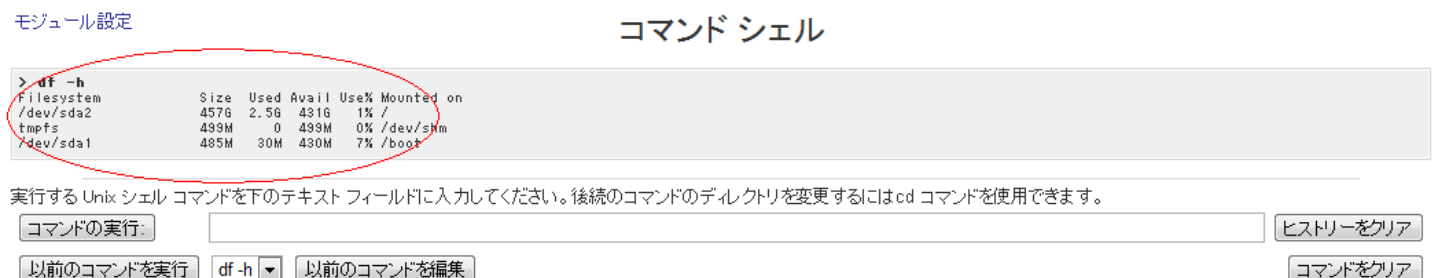 モジュール設定
コマンド シェル
> df -h
Filesystem Size Used Avail Use% Mounted on
/dev/sda2 457G 2.5G 431G 1% /
tmpfs 499M 0 499M 0% /dev/shm
/dev/sda1 485M 30M 430M 7% /boot
実行する Unix シェル コマンドを下のテキスト フィールドに入力してください。後続のコマンドのディレクトリを変更するにはcd コマンドを使用できます。
コマンドの実行: ヒストリーをクリア
以前のコマンドを実行 df -h 以前のコマンドを編集 コマンドをクリア